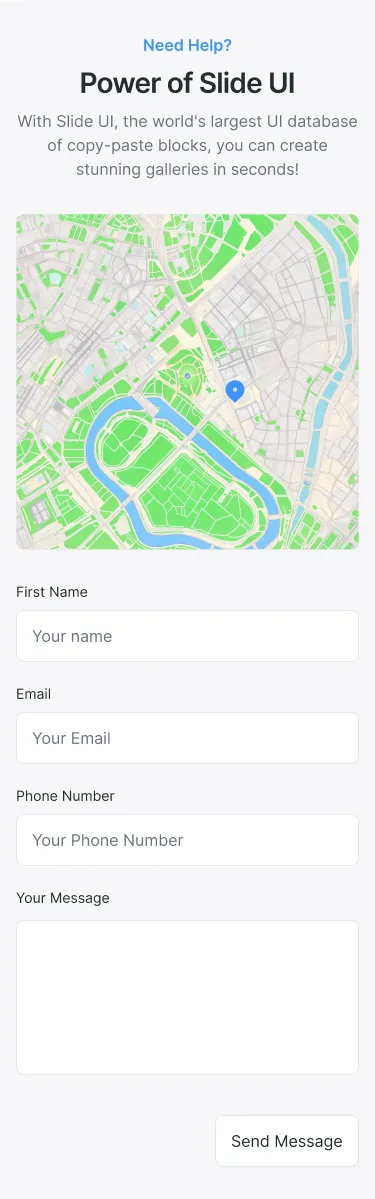 Need Help?
Power of Slide UI
With Slide UI, the world's largest UI database
of copy-paste blocks, you can create
stunning galleries in seconds!
First Name
Your name
Email
Your Email
Phone Number
Your Phone Number
Your Message
Send Message